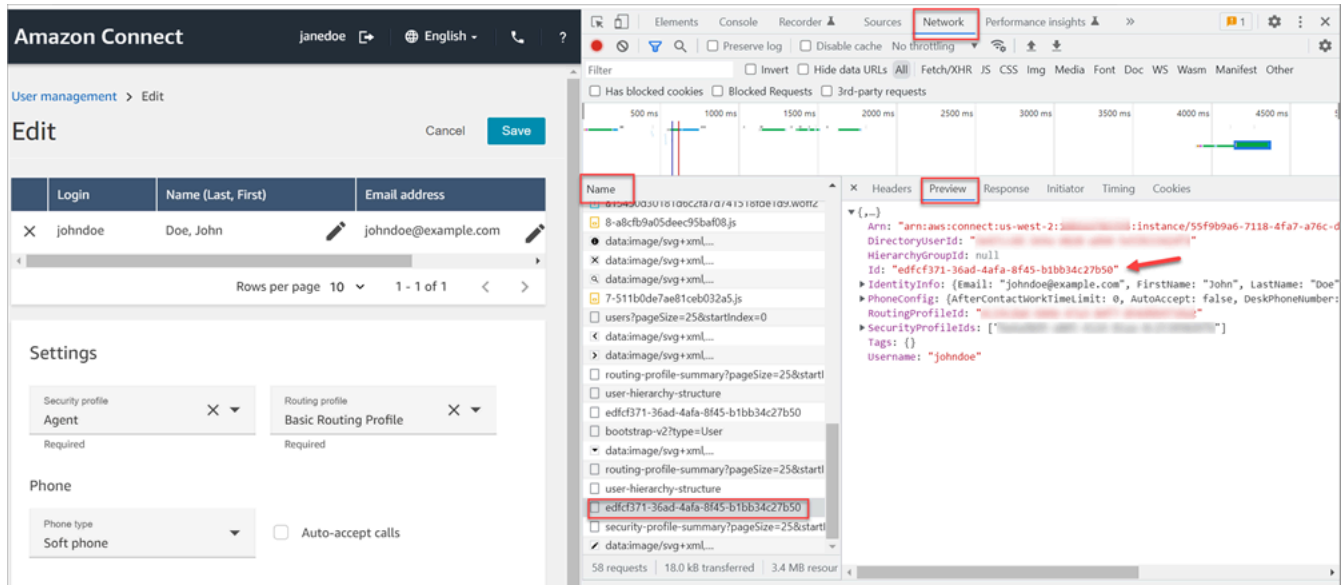 Amazon Connect
janedoe
English
?
User management > Edit
Edit
Cancel
Save
Login
Name (Last, First)
Email address
johndoe
Doe, John
johndoe@example.com
Rows per page 10
1 - 1 of 1
Settings
Security profile
Agent
Required
Routing profile
Basic Routing Profile
Required
Phone
Phone type
Soft phone
Auto-accept calls
Elements Console Recorder Sources Network Performance insights
1
Preserve log Disable cache No throttling
Filter Invert Hide data URLs All Fetch/XHR JS CSS Img Media Font Doc WS Wasm Manifest Other
Has blocked cookies Blocked Requests 3rd-party requests
500 ms 1000 ms 1500 ms 2000 ms 2500 ms 3000 ms 3500 ms 4000 ms 4500 ms
Name
8-a8cfb9a05deec95baf08.js
data:image/svg+xml,...
data:image/svg+xml,...
data:image/svg+xml,...
7-511b0de7ae81ceb032a5.js
users?pageSize=25&startIndex=0
data:image/svg+xml,...
data:image/svg+xml,...
routing-profile-summary?pageSize=25&startI
user-hierarchy-structure
edfcf371-36ad-4afa-8f45-b1bb34c27b50
bootstrap-v2?type=User
data:image/svg+xml,...
routing-profile-summary?pageSize=25&startI
user-hierarchy-structure
edfcf371-36ad-4afa-8f45-b1bb34c27b50
security-profile-summary?pageSize=25&startI
data:image/svg+xml,...
58 requests 18.0 kB transferred 3.4 MB resour
Headers Preview Response Initiator Timing Cookies
{,…}
Arn: "arn:aws:connect:us-west-2: :instance/55f9b9a6-7118-4fa7-a76c-d
DirectoryUserId: " "
HierarchyGroupId: null
Id: "edfcf371-36ad-4afa-8f45-b1bb34c27b50"
IdentityInfo: {Email: "johndoe@example.com", FirstName: "John", LastName: "Doe"
PhoneConfig: {AfterContactWorkTimeLimit: 0, AutoAccept: false, DeskPhoneNumber:
RoutingProfileId: " "
SecurityProfileIds: [" "]
Tags: {}
Username: "johndoe"